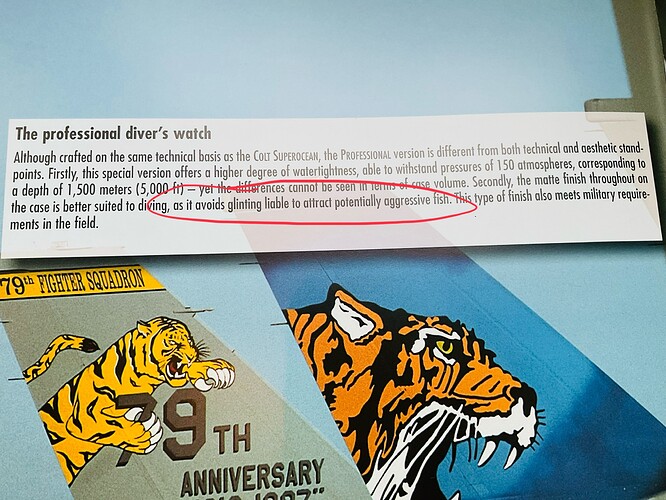 The professional diver's watch
Although crafted on the same technical basis as the COLT SUPEROCEAN, the PROFESSIONAL version is different from both technical and aesthetic stand-
points. Firstly, this special version offers a higher degree of watertightness, able to withstand pressures of 150 atmospheres, corresponding to
a depth of 1,500 meters (5,000 ft) – yet the differences cannot be seen in terms of case volume. Secondly, the matte finish throughout on
the case is better suited to diving, as it avoids glinting liable to attract potentially aggressive fish. This type of finish also meets military require-
ments in the field.
79th FIGHTER SQUADRON
79TH
ANNIVERSARY